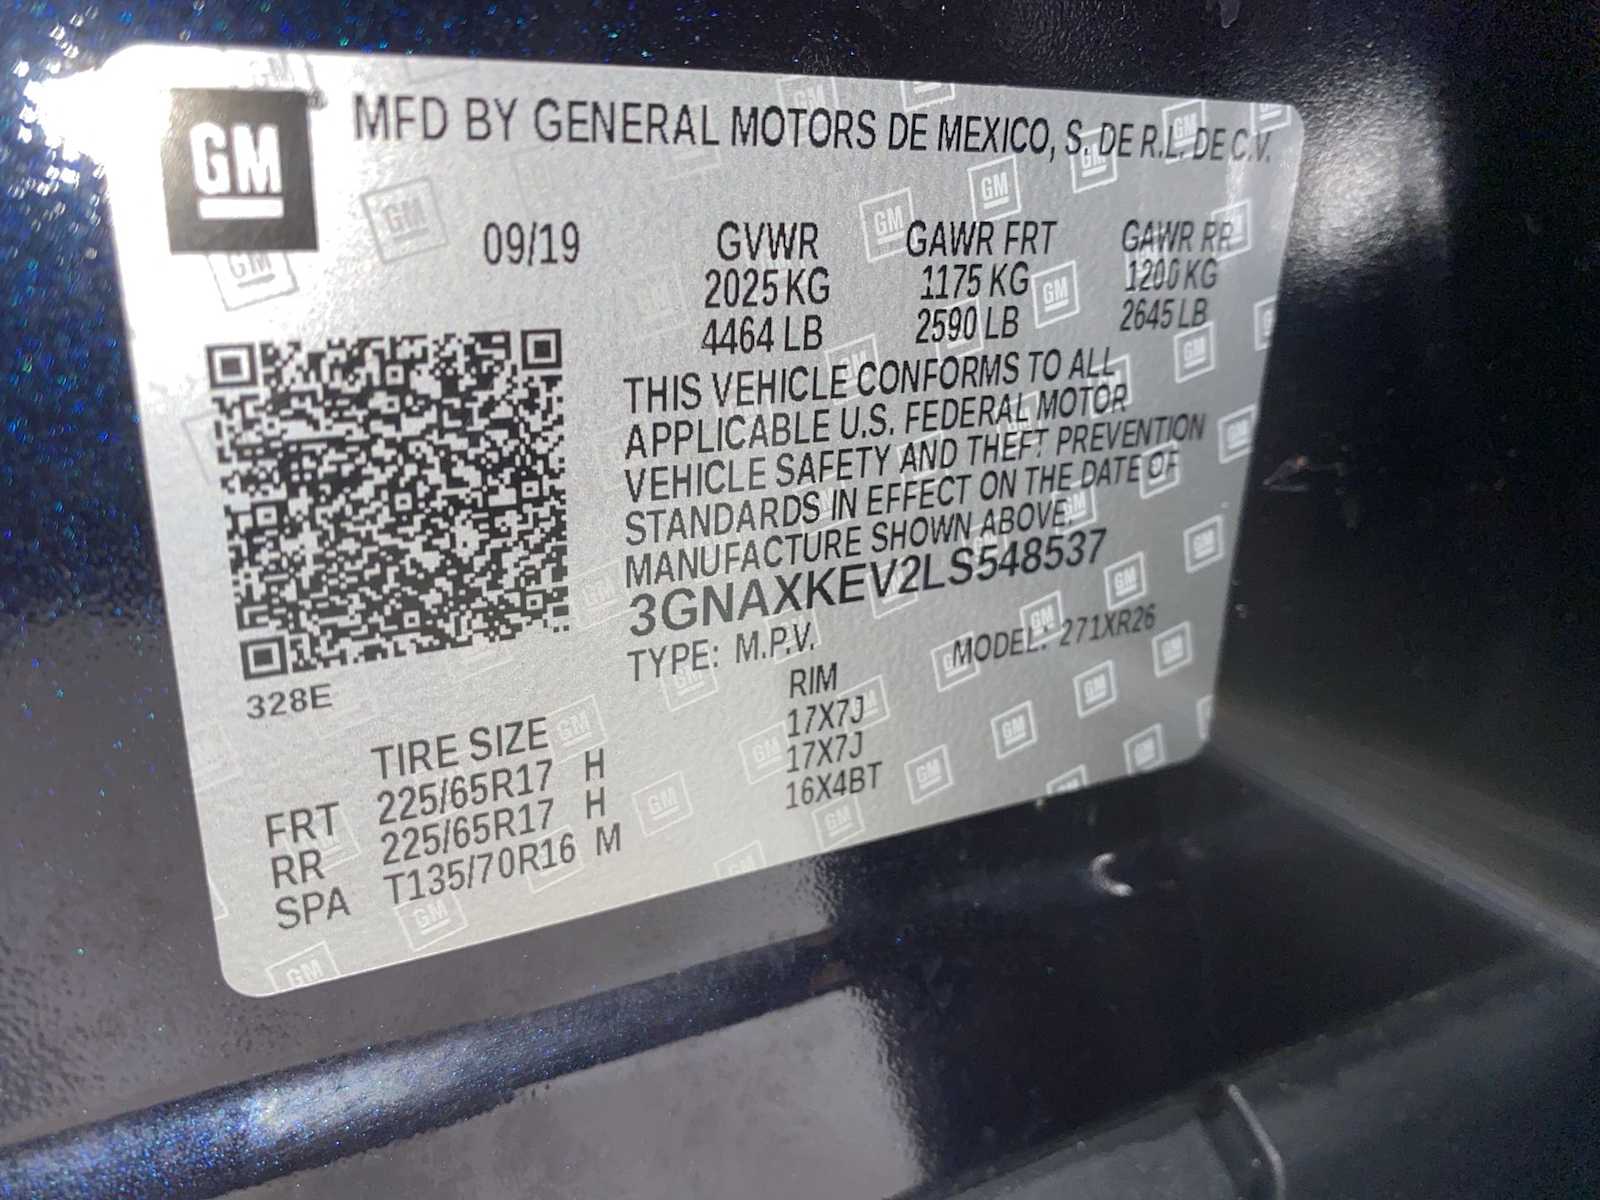 GM
MFD BY GENERAL MOTORS DE MEXICO, S. DE R.L. DE C.V.
09/19 GVWR GAWR FRT GAWR RR
2025 KG 1175 KG 1200 KG
4464 LB 2590 LB 2645 LB
THIS VEHICLE CONFORMS TO ALL
APPLICABLE U.S. FEDERAL MOTOR
VEHICLE SAFETY AND THEFT PREVENTION
STANDARDS IN EFFECT ON THE DATE OF
MANUFACTURE SHOWN ABOVE.
3GNAXKEV2LS548537
TYPE: M.P.V. MODEL: 271XR26
328E
TIRE SIZE RIM
FRT 225/65R17 H 17X7J
RR 225/65R17 H 17X7J
SPA T135/70R16 M 16X4BT